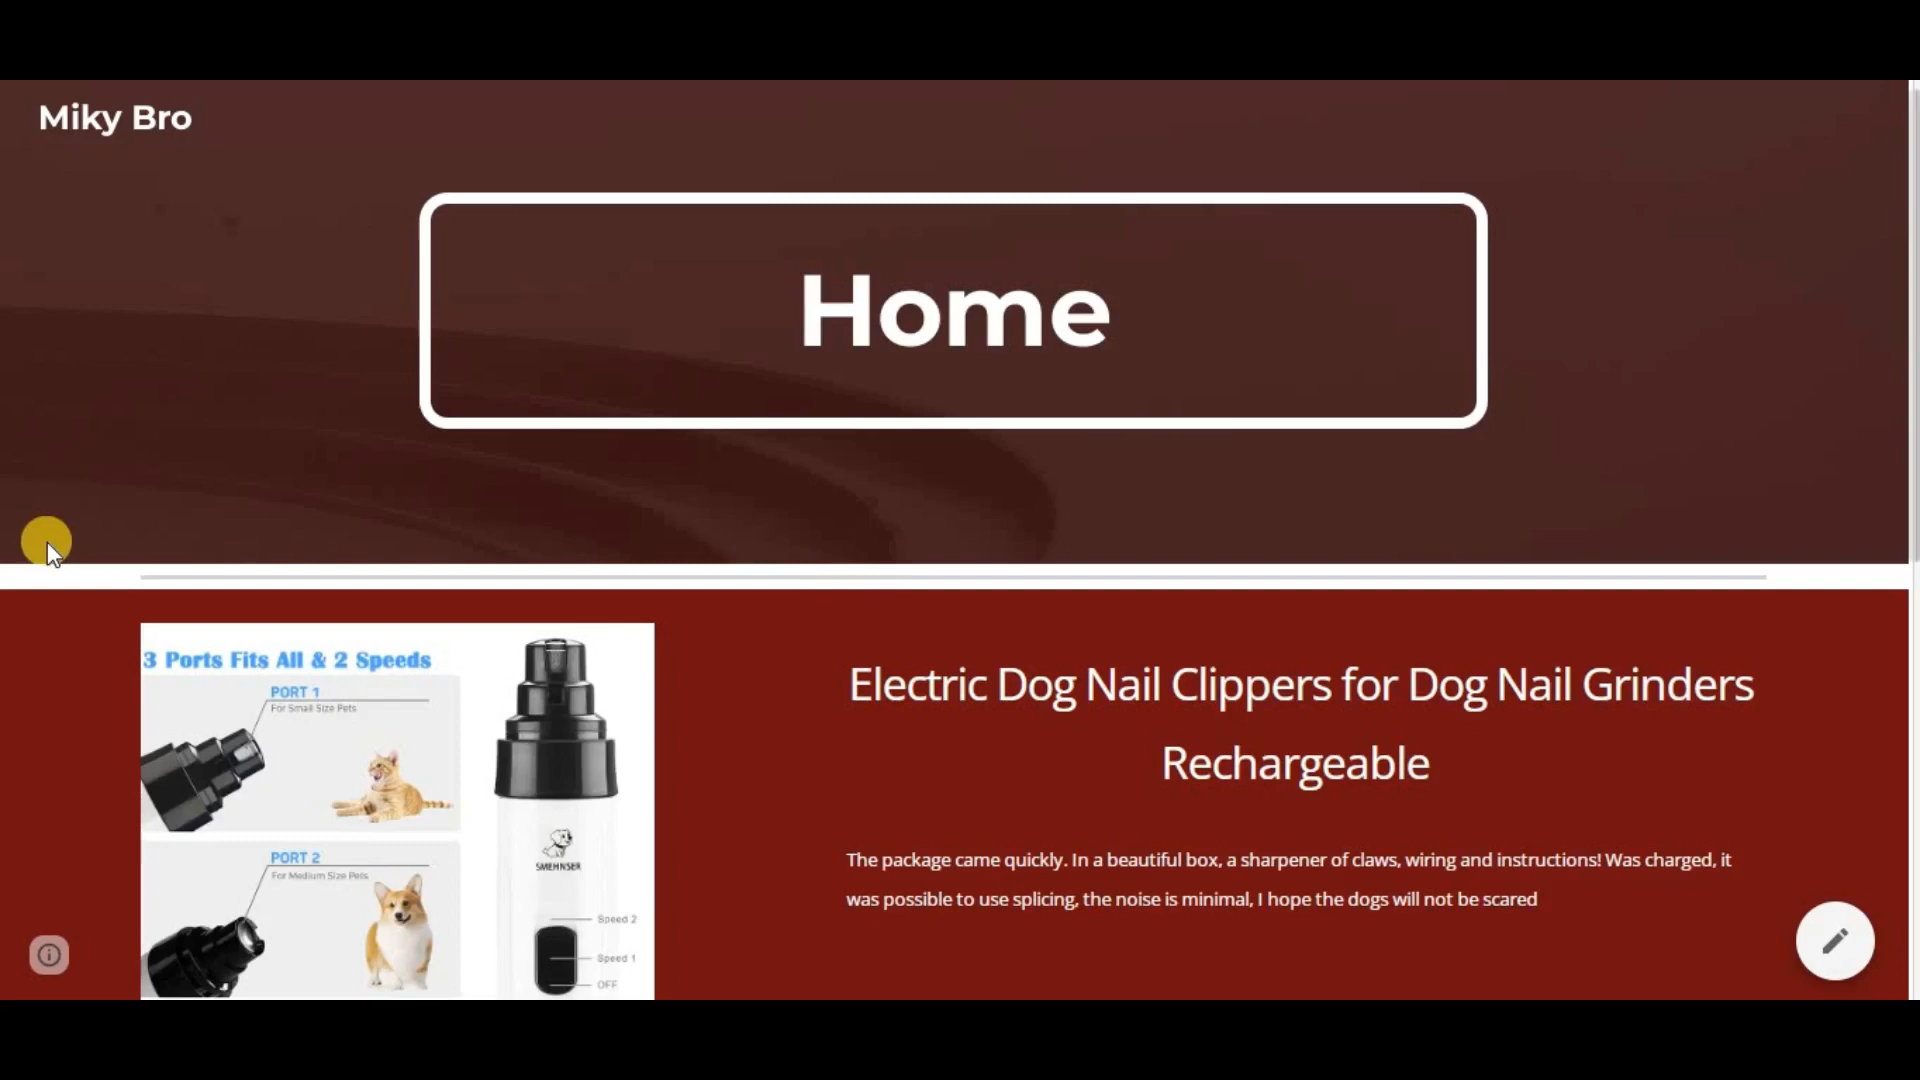 Miky Bro
Home
3 Ports Fits All & 2 Speeds
PORT 1
For Small Size Pets
PORT 2
For Medium Size Pets
SMEHNSER
Speed 2
Speed 1
OFF
Electric Dog Nail Clippers for Dog Nail Grinders
Rechargeable
The package came quickly. In a beautiful box, a sharpener of claws, wiring and instructions! Was charged, it
was possible to use splicing, the noise is minimal, I hope the dogs will not be scared